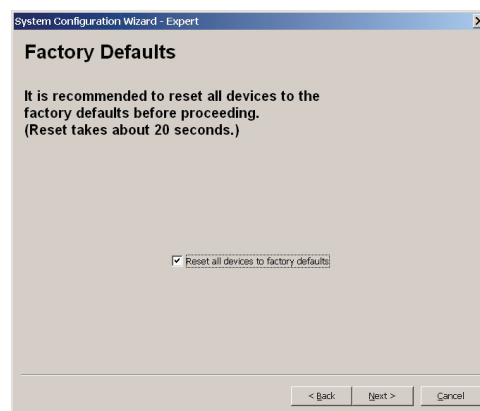 System Configuration Wizard - Expert
Factory Defaults
It is recommended to reset all devices to the
factory defaults before proceeding.
(Reset takes about 20 seconds.)
Reset all devices to factory defaults
< Back Next > Cancel